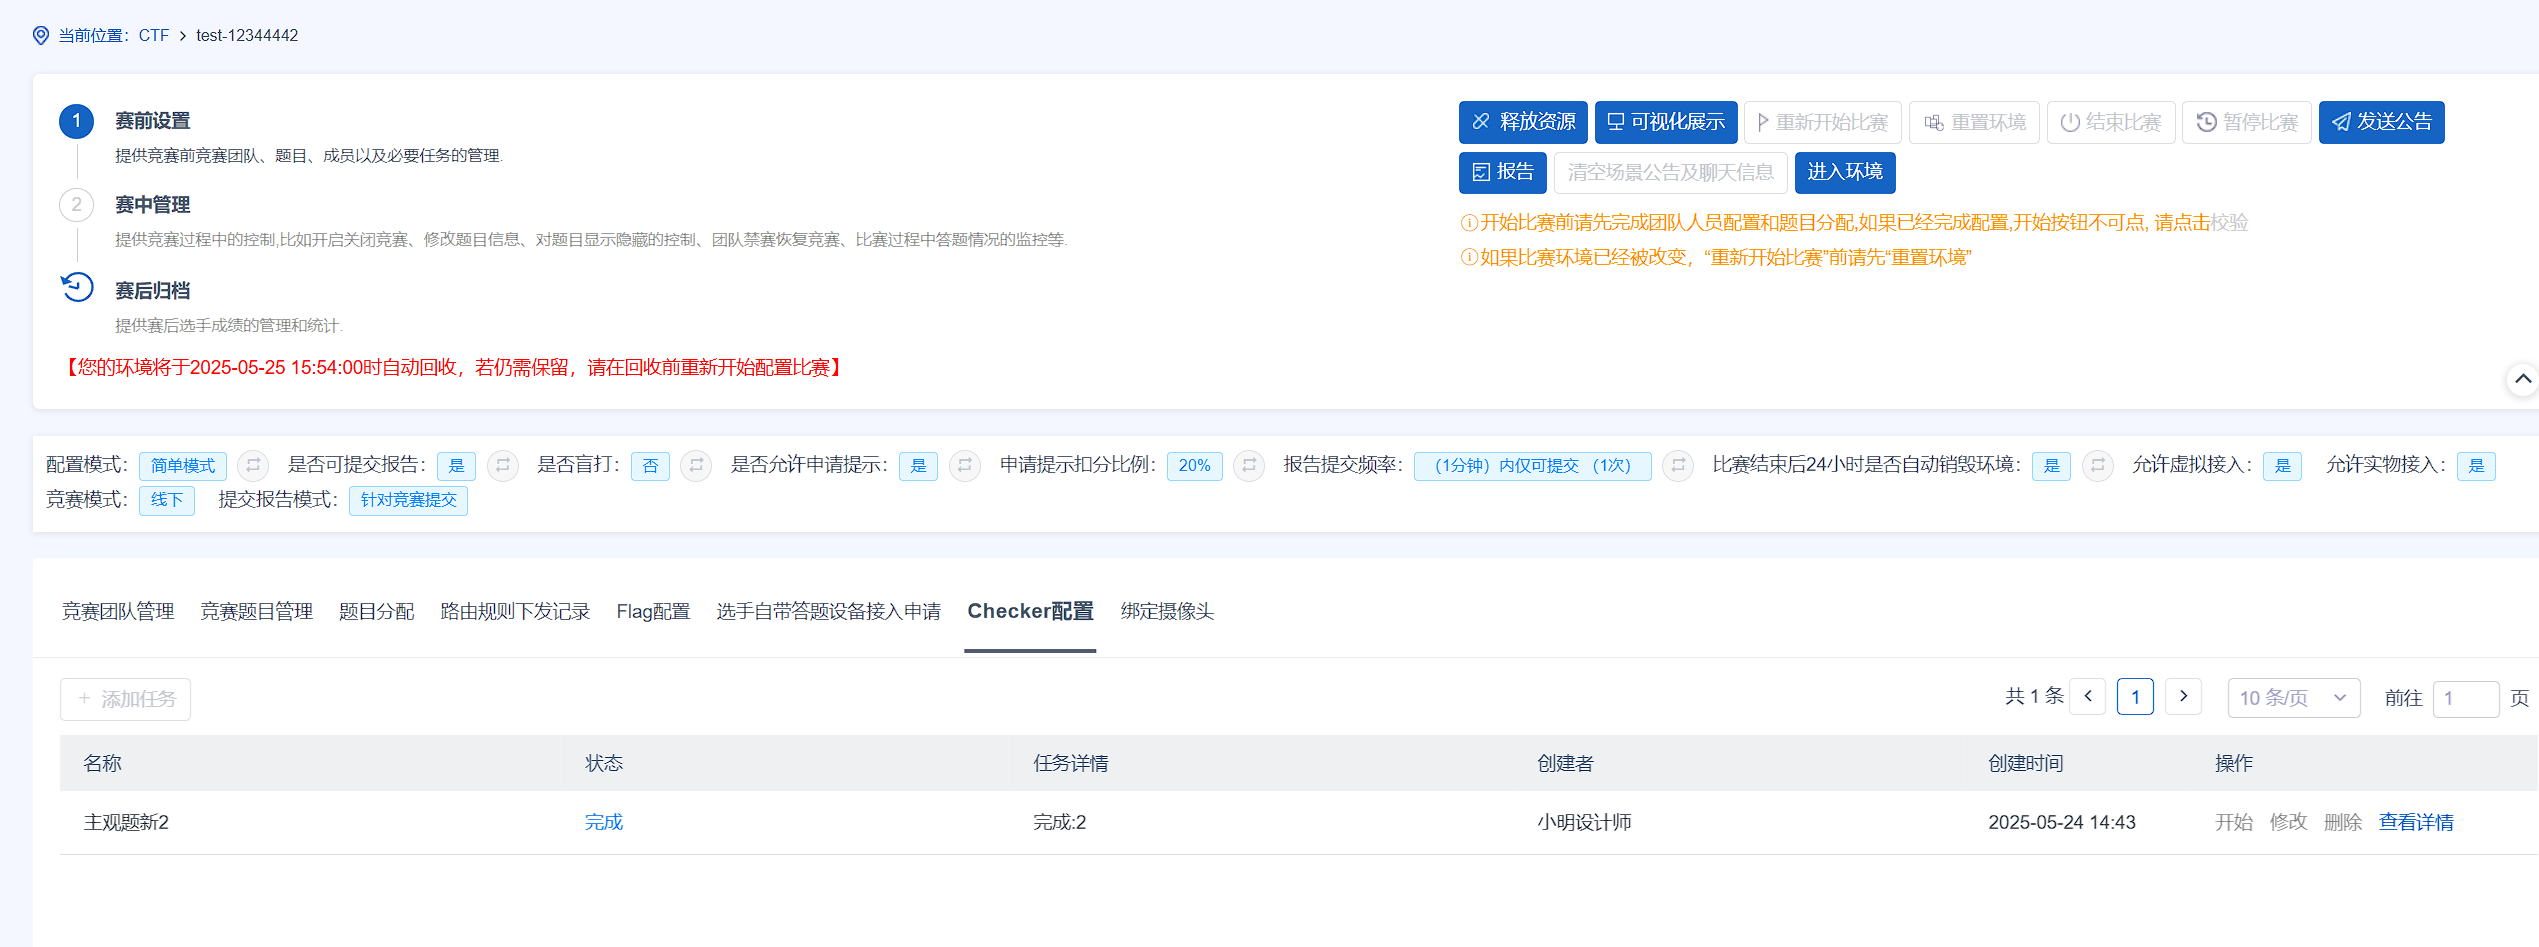 当前位置：CTF > test-12344442
1 赛前设置
提供竞赛前竞赛团队、题目、成员以及必要任务的管理.
2 赛中管理
提供竞赛过程中的控制,比如开启关闭竞赛、修改题目信息、对题目显示隐藏的控制、团队禁赛恢复竞赛、比赛过程中答题情况的监控等.
赛后归档
提供赛后选手成绩的管理和统计.
【您的环境将于2025-05-25 15:54:00时自动回收，若仍需保留，请在回收前重新开始配置比赛】
释放资源 可视化展示 重新开始比赛 重置环境 结束比赛 暂停比赛 发送公告
报告 清空场景公告及聊天信息 进入环境
开始比赛前请先完成团队人员配置和题目分配,如果已经完成配置,开始按钮不可点, 请点击校验
如果比赛环境已经被改变，“重新开始比赛”前请先“重置环境”
配置模式： 简单模式 是否可提交报告： 是 是否盲打： 否 是否允许申请提示： 是 申请提示扣分比例： 20% 报告提交频率： （1分钟）内仅可提交 （1次） 比赛结束后24小时是否自动销毁环境： 是 允许虚拟接入： 是 允许实物接入： 是
竞赛模式： 线下 提交报告模式： 针对竞赛提交
竞赛团队管理 竞赛题目管理 题目分配 路由规则下发记录 Flag配置 选手自带答题设备接入申请 Checker配置 绑定摄像头
+ 添加任务 共 1 条 < 1 > 10 条/页 前往 1 页
名称 状态 任务详情 创建者 创建时间 操作
主观题新2 完成 完成:2 小明设计师 2025-05-24 14:43 开始 修改 删除 查看详情